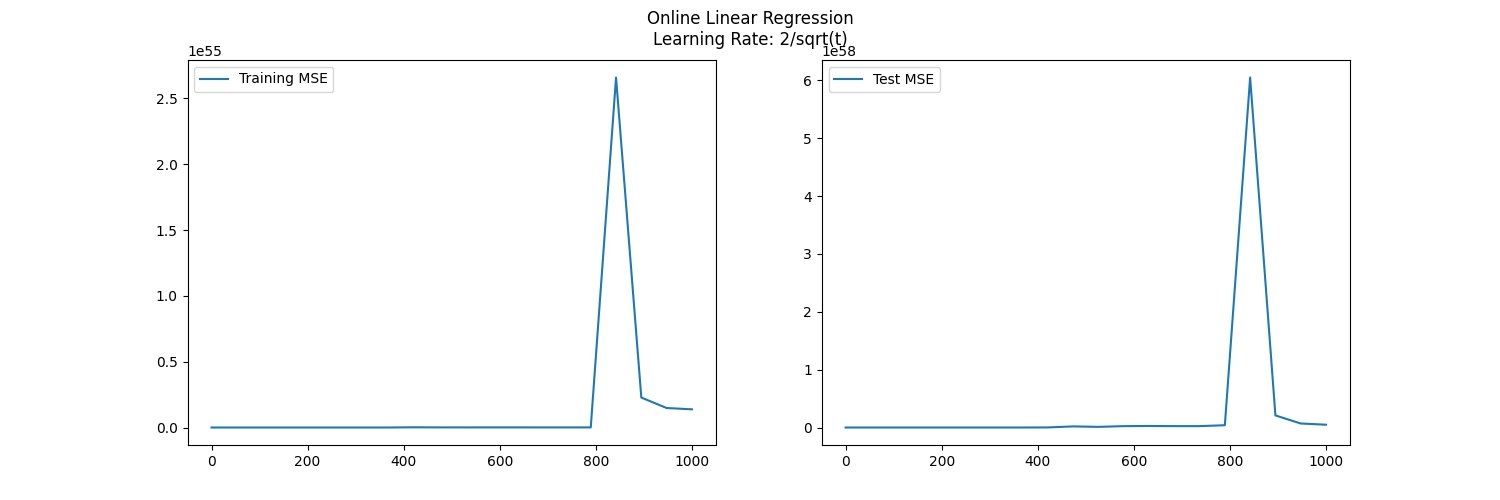 Online Linear Regression
Learning Rate: 2/sqrt(t)
1e55
Training MSE
2.5
2.0
1.5
1.0
0.5
0.0
0 200 400 600 800 1000
1e58
Test MSE
6
5
4
3
2
1
0
0 200 400 600 800 1000